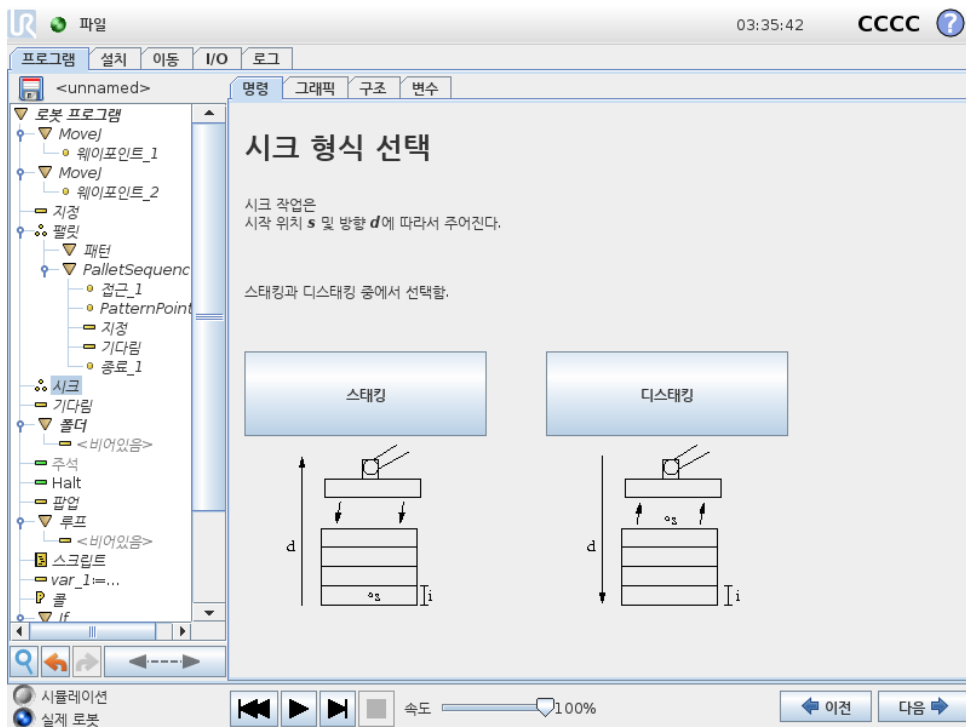 UR
파일
03:35:42
CCCC
?
프로그램
설치
이동
I/O
로그
<unnamed>
명령
그래픽
구조
변수
로봇 프로그램
MoveJ
웨이포인트_1
MoveJ
웨이포인트_2
지정
팔릿
패턴
PalletSequenc
접근_1
PatternPoint
지정
기다림
종료_1
시크
기다림
폴더
<비어있음>
주석
Halt
팝업
루프
<비어있음>
스크립트
var_1:=...
콜
If
시크 형식 선택
시크 작업은
시작 위치 s 및 방향 d에 따라서 주어진다.
스태킹과 디스태킹 중에서 선택함.
스태킹
디스태킹
d
s
i
d
s
i
시뮬레이션
실제 로봇
속도
100%
이전
다음